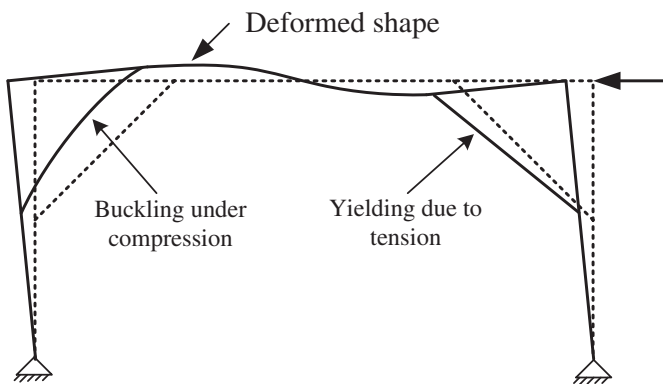 Deformed shape
Buckling under
compression
Yielding due to
tension